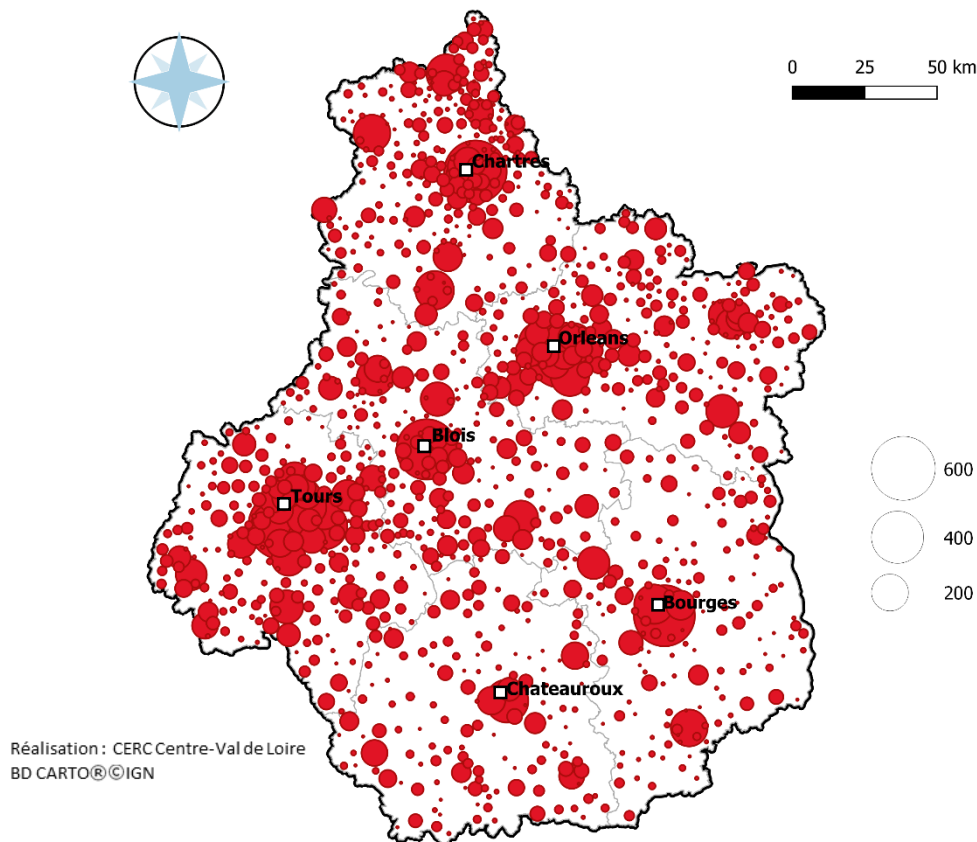 0 25 50 km
Chartres
Orleans
Blois
600
Tours
400
200
Bourges
Chateauroux
Réalisation : CERC Centre-Val de Loire
BD CARTO®©IGN